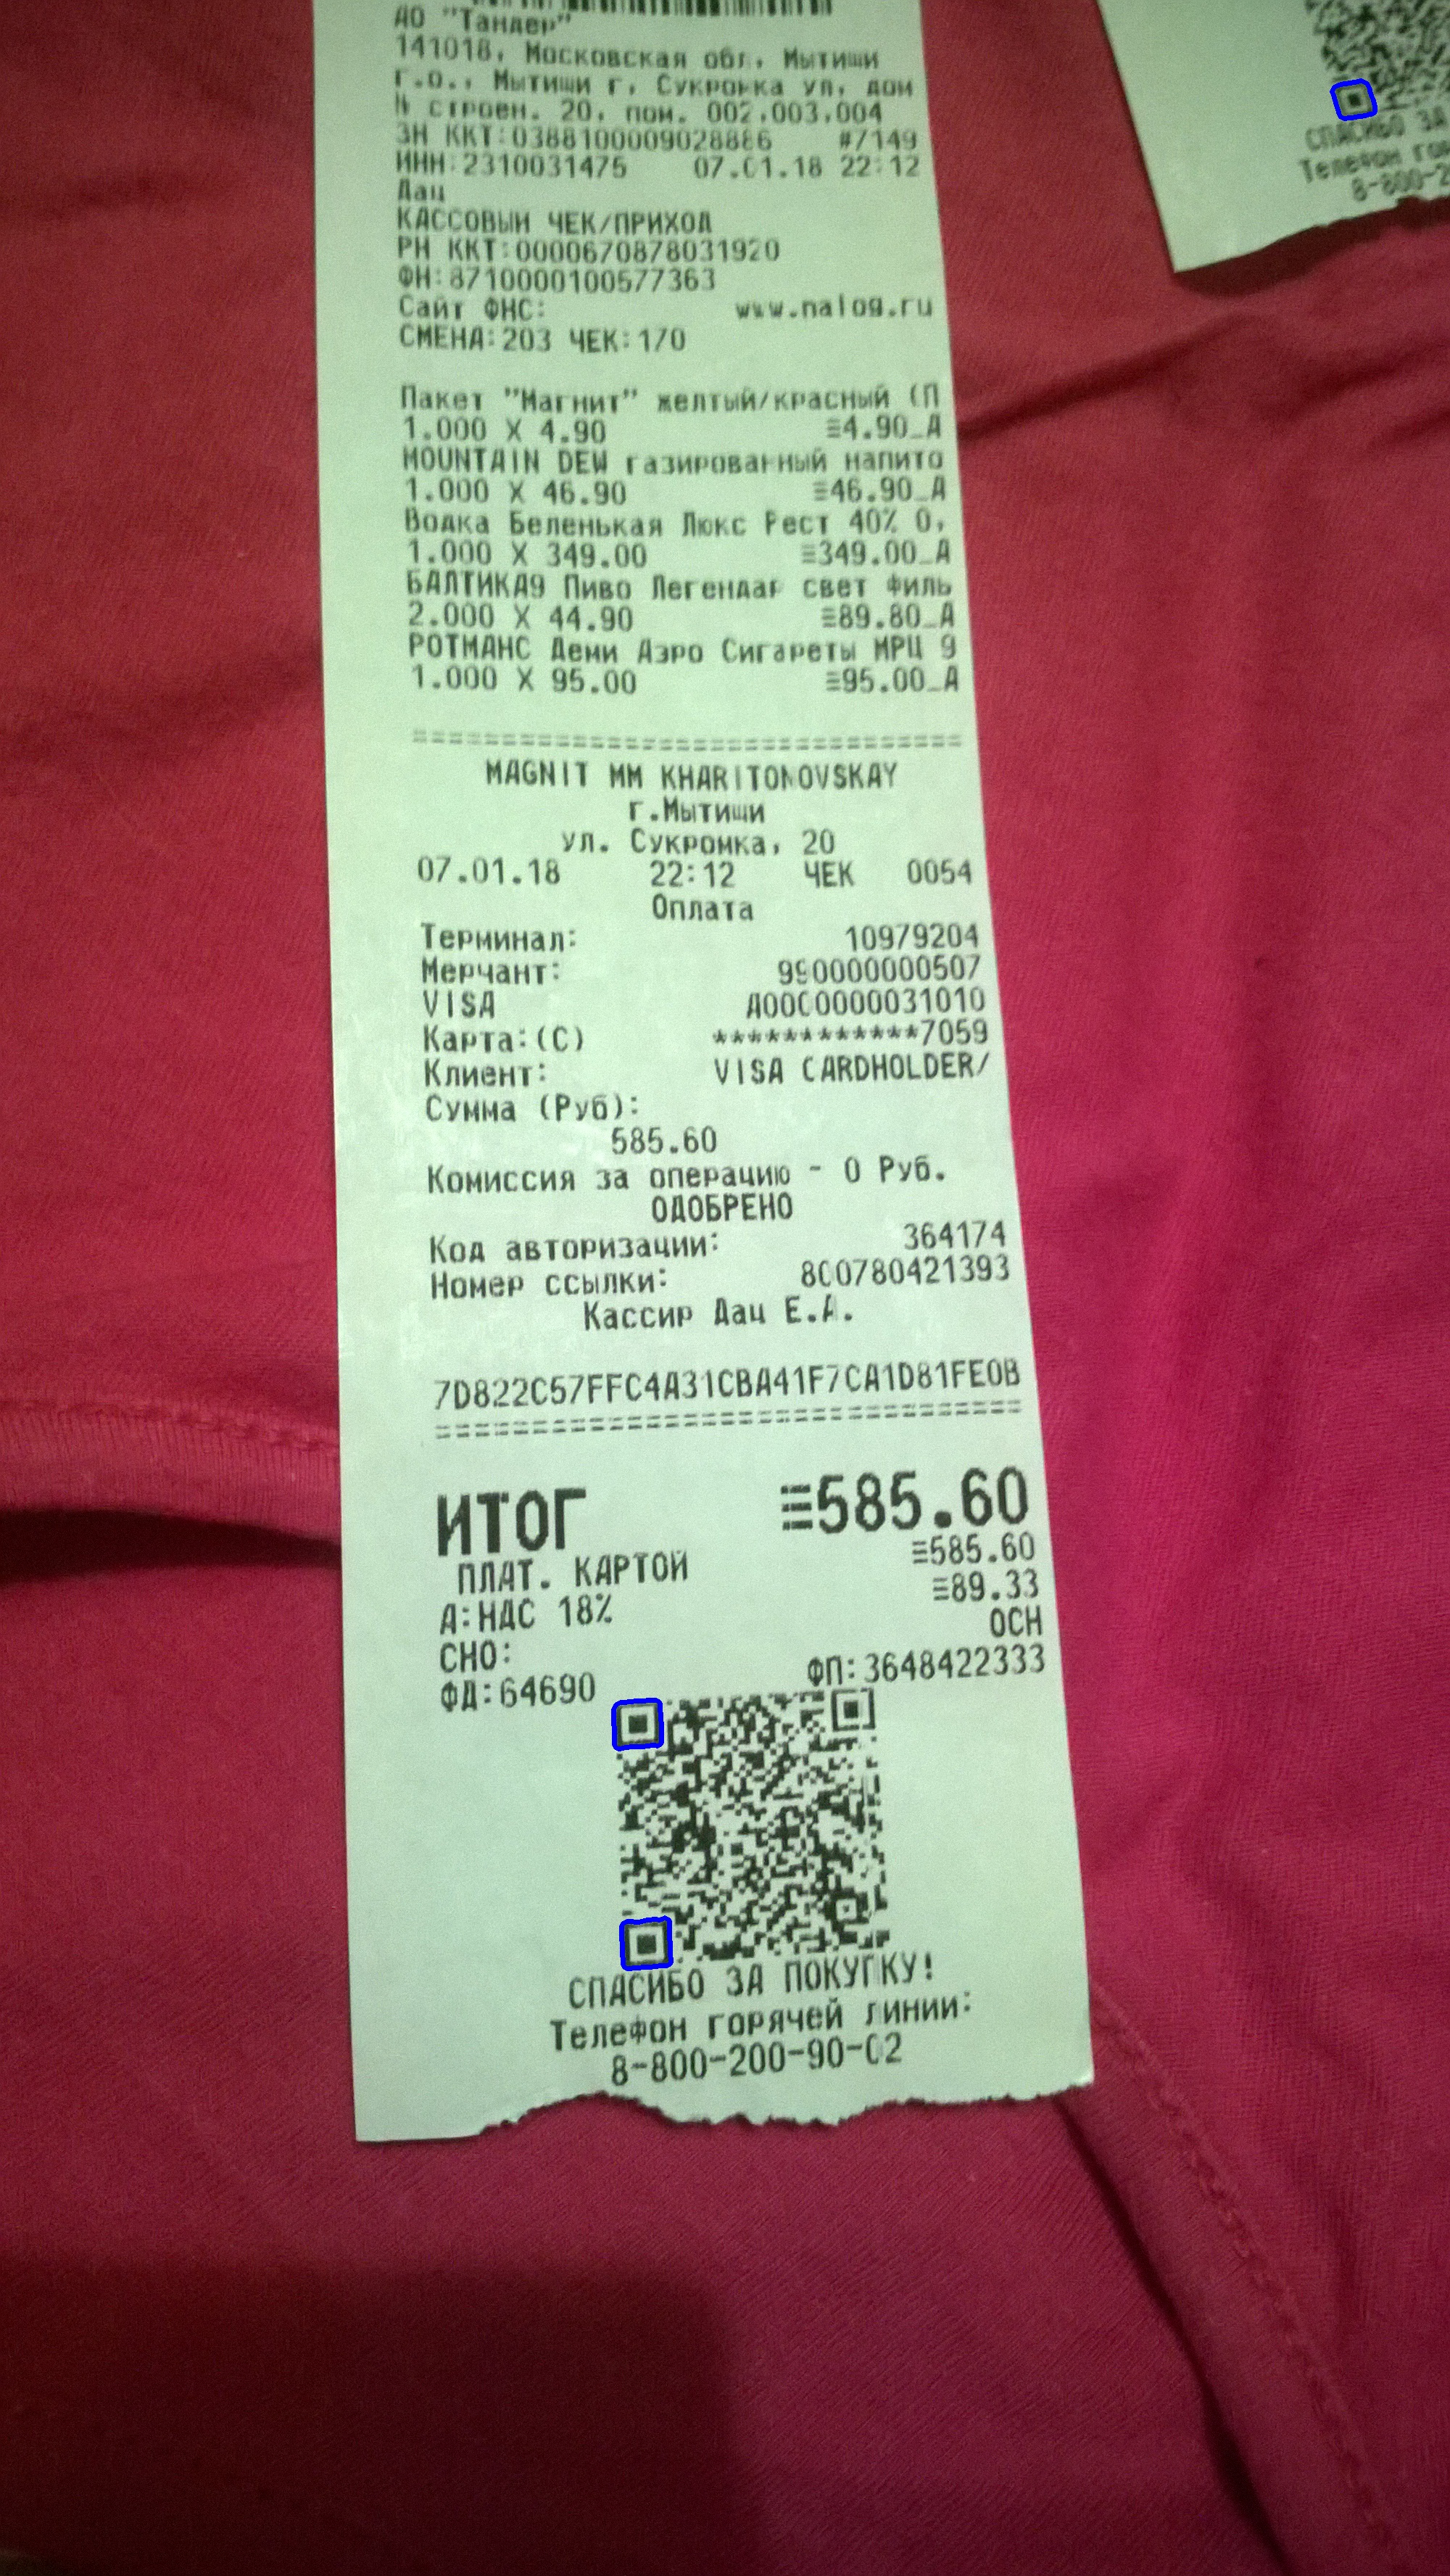 АО "Тандер"
141018, Московская обл, Мытищи
г.о., Мытищи г, Сукромка ул, дом
№ строен. 20, пом. 002,003,004
ЗН ККТ:0388100009028886 #7149
ИНН:2310031475 07.01.18 22:12
Дац
КАССОВЫЙ ЧЕК/ПРИХОД
РН ККТ:0000670878031920
ФН:8710000100577363
Сайт ФНС: www.nalog.ru
СМЕНА:203 ЧЕК:170
Пакет "Магнит" желтый/красный (П
1.000 X 4.90 ≡4.90_А
MOUNTAIN DEW газированный напито
1.000 X 46.90 ≡46.90_А
Водка Беленькая Люкс Рест 40% 0,
1.000 X 349.00 ≡349.00_А
БАЛТИКА9 Пиво Легендар свет филь
2.000 X 44.90 ≡89.80_А
РОТМАНС Деми Аэро Сигареты МРЦ 9
1.000 X 95.00 ≡95.00_А
================================
MAGNIT MM KHARITONOVSKAY
г.Мытищи
ул. Сукромка, 20
07.01.18 22:12 ЧЕК 0054
Оплата
Терминал: 10979204
Мерчант: 990000000507
VISA A0000000031010
Карта:(С) ************7059
Клиент: VISA CARDHOLDER/
Сумма (Руб):
585.60
Комиссия за операцию - 0 Руб.
ОДОБРЕНО
Код авторизации: 364174
Номер ссылки: 800780421393
Кассир Дац Е.А.
7D822C57FFC4A31CBA41F7CA1D81FE0B
================================
ИТОГ ≡585.60
ПЛАТ. КАРТОЙ ≡585.60
А:НДС 18% ≡89.33
СНО: ОСН
ФД:64690 ФП:3648422333
СПАСИБО ЗА ПОКУПКУ!
Телефон горячей линии:
8-800-200-90-02
СПАСИБО ЗА
Телефон гор
8-800-2